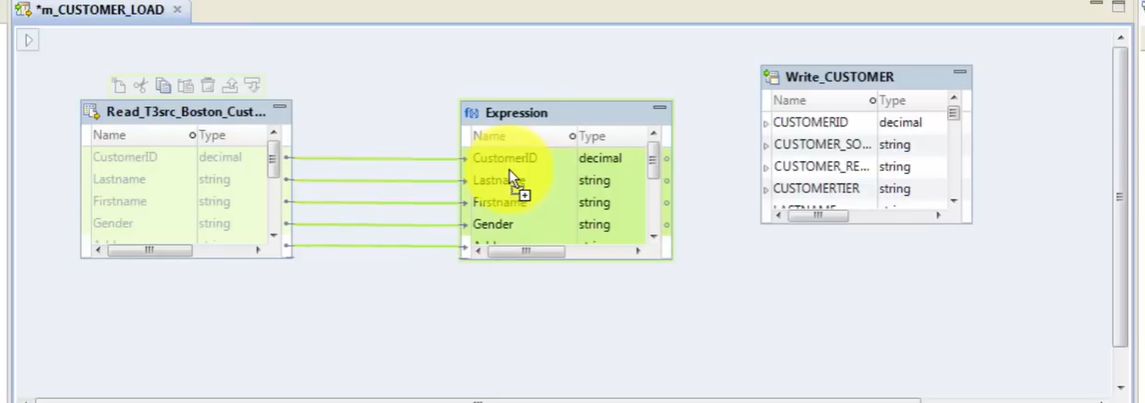 *m_CUSTOMER_LOAD
Read_T3src_Boston_Cust...
Name Type
CustomerID decimal
Lastname string
Firstname string
Gender string
Expression
Name Type
CustomerID decimal
Lastname string
Firstname string
Gender string
Write_CUSTOMER
Name Type
CUSTOMERID decimal
CUSTOMER_SO... string
CUSTOMER_RE... string
CUSTOMERTIER string